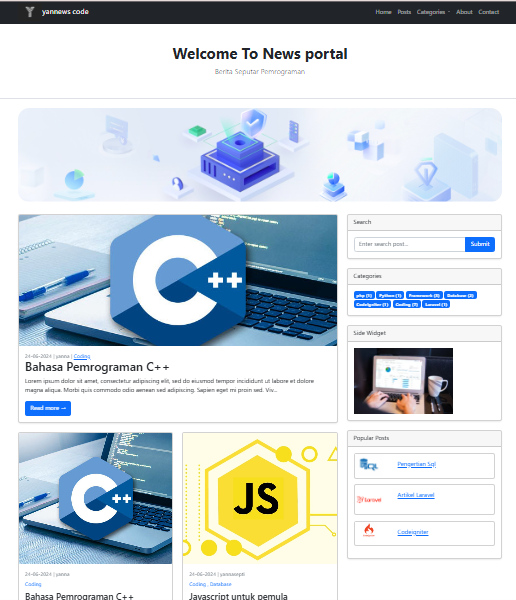 yannews code
Home Posts Categories About Contact
Welcome To News portal
Berita Seputar Pemrograman
C++
24-06-2024 | yanna | Coding
Bahasa Pemrograman C++
Lorem ipsum dolor sit amet, consectetur adipiscing elit, sed do eiusmod tempor incididunt ut labore et dolore
magna aliqua. Morbi quis commodo odio aenean sed adipiscing. Sapien eget mi proin sed. Viv...
Read more →
C++
24-06-2024 | yanna
Coding
Bahasa Pemrograman C++
JS
24-06-2024 | yannasepti
Coding, Database
Javascript untuk pemula
Search
Enter search post...
Submit
Categories
php (1) Python (1) Framework (3) Database (2)
Codeigniter (1) Coding (7) Laravel (1)
Side Widget
Popular Posts
SQL
Pengertian Sql
Laravel
Artikel Laravel
Codeigniter